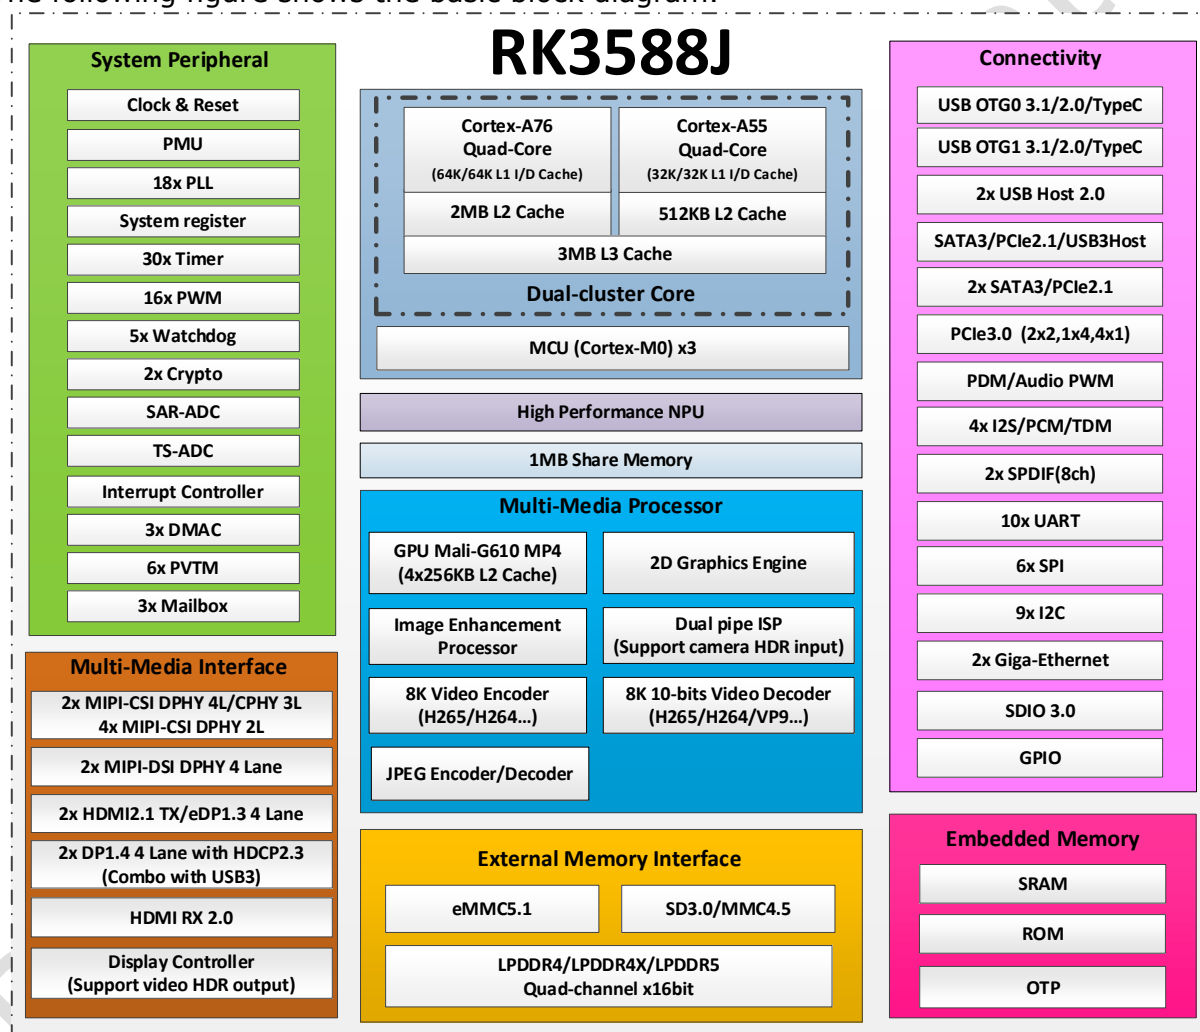 he following figure shows the basic block diagram.
RK3588J
System Peripheral
Clock & Reset
PMU
18x PLL
System register
30x Timer
16x PWM
5x Watchdog
2x Crypto
SAR-ADC
TS-ADC
Interrupt Controller
3x DMAC
6x PVTM
3x Mailbox
Multi-Media Interface
2x MIPI-CSI DPHY 4L/CPHY 3L
4x MIPI-CSI DPHY 2L
2x MIPI-DSI DPHY 4 Lane
2x HDMI2.1 TX/eDP1.3 4 Lane
2x DP1.4 4 Lane with HDCP2.3
(Combo with USB3)
HDMI RX 2.0
Display Controller
(Support video HDR output)
Cortex-A76
Quad-Core
(64K/64K L1 I/D Cache)
2MB L2 Cache
Cortex-A55
Quad-Core
(32K/32K L1 I/D Cache)
512KB L2 Cache
3MB L3 Cache
Dual-cluster Core
MCU (Cortex-M0) x3
High Performance NPU
1MB Share Memory
Multi-Media Processor
GPU Mali-G610 MP4
(4x256KB L2 Cache)
2D Graphics Engine
Image Enhancement
Processor
Dual pipe ISP
(Support camera HDR input)
8K Video Encoder
(H265/H264...)
8K 10-bits Video Decoder
(H265/H264/VP9...)
JPEG Encoder/Decoder
External Memory Interface
eMMC5.1
SD3.0/MMC4.5
LPDDR4/LPDDR4X/LPDDR5
Quad-channel x16bit
Connectivity
USB OTG0 3.1/2.0/TypeC
USB OTG1 3.1/2.0/TypeC
2x USB Host 2.0
SATA3/PCIe2.1/USB3Host
2x SATA3/PCIe2.1
PCIe3.0 (2x2,1x4,4x1)
PDM/Audio PWM
4x I2S/PCM/TDM
2x SPDIF(8ch)
10x UART
6x SPI
9x I2C
2x Giga-Ethernet
SDIO 3.0
GPIO
Embedded Memory
SRAM
ROM
OTP